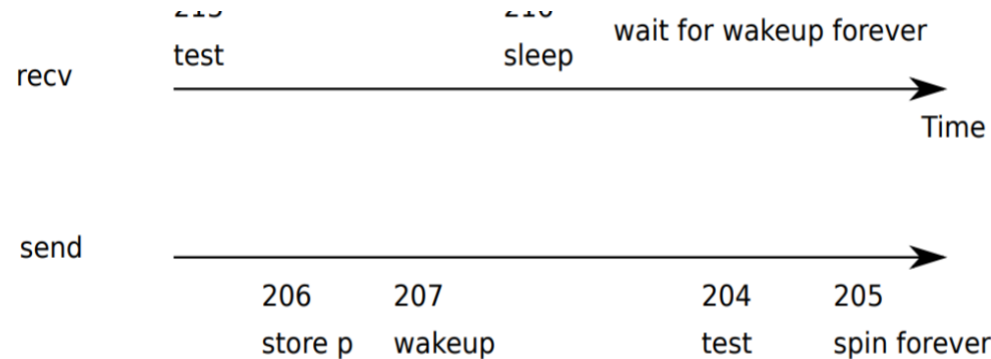 wait for wakeup forever
test
sleep
recv
Time
send
206
207
204
205
store p
wakeup
test
spin forever